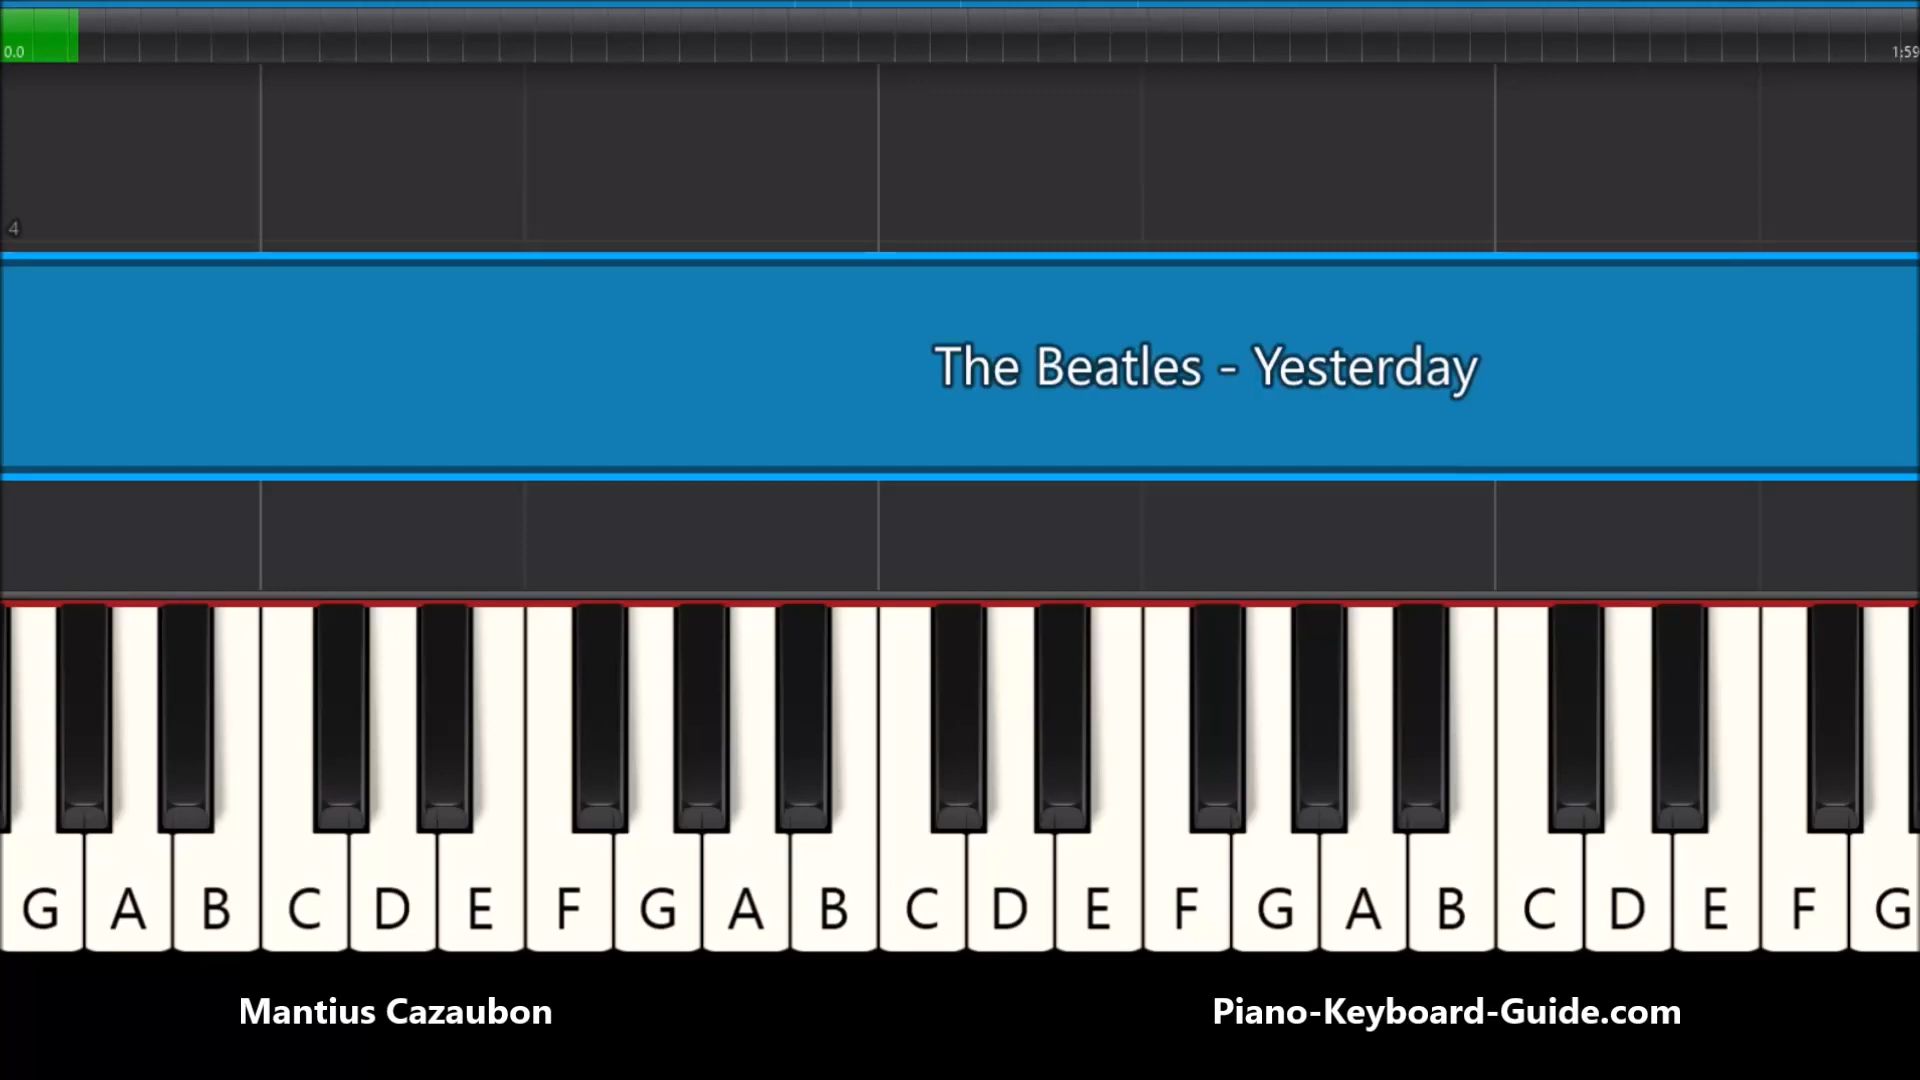 0.0 1:59
4
The Beatles - Yesterday
G A B C D E F G A B C D E F G A B C D E F G
Mantius Cazaubon Piano-Keyboard-Guide.com